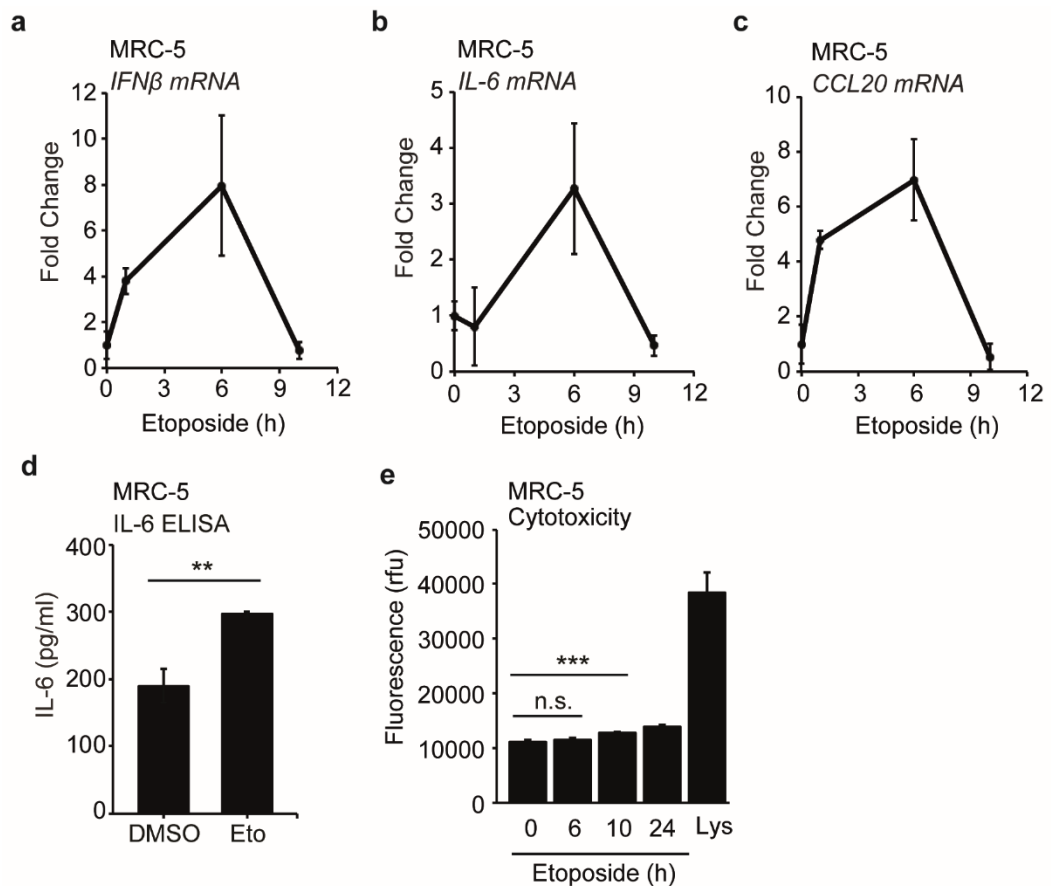 a
MRC-5
IFNβ mRNA
Fold Change
12
10
8
6
4
2
0
0 3 6 9 12
Etoposide (h)
b
MRC-5
IL-6 mRNA
Fold Change
5
4
3
2
1
0
0 3 6 9 12
Etoposide (h)
c
MRC-5
CCL20 mRNA
Fold Change
10
8
6
4
2
0
0 3 6 9 12
Etoposide (h)
d
MRC-5
IL-6 ELISA
IL-6 (pg/ml)
400
300
200
100
0
**
DMSO Eto
e
MRC-5
Cytotoxicity
Fluorescence (rfu)
50000
40000
30000
20000
10000
0
***
n.s.
0 6 10 24 Lys
Etoposide (h)